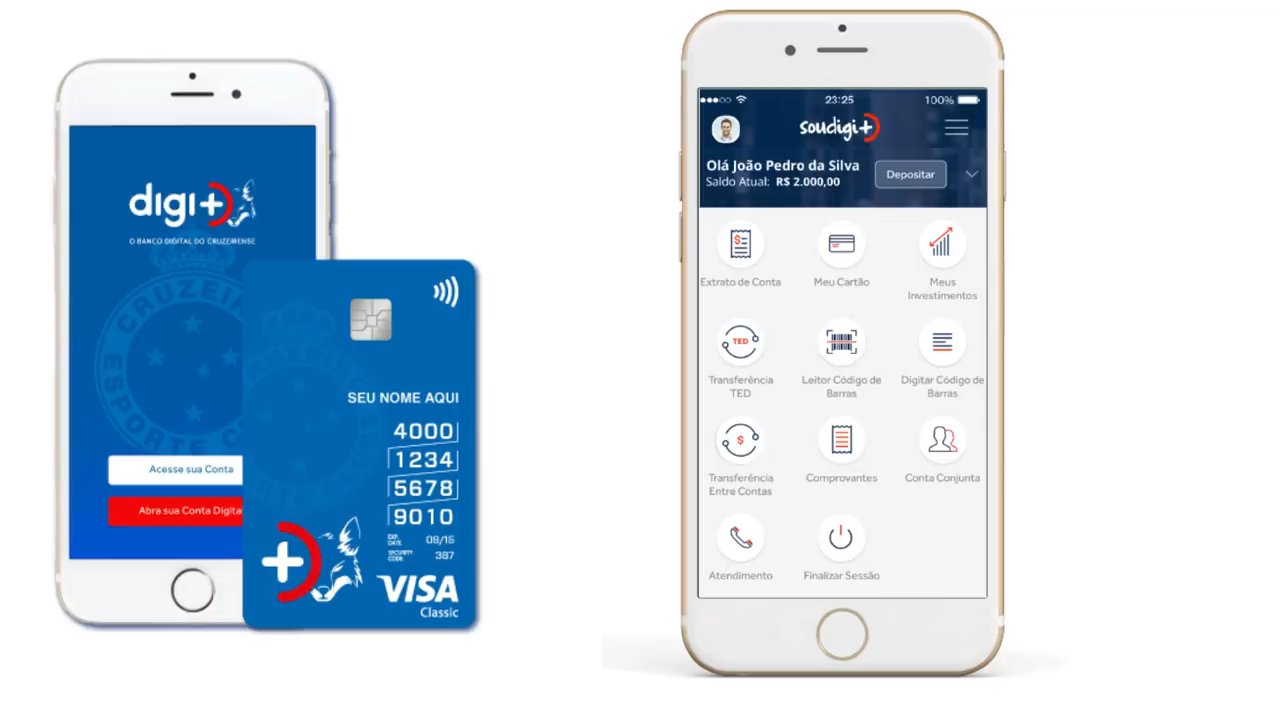 digi+
O BANCO DIGITAL DO CRUZEIRENSE
CRUZEI
ESPORTE C
Acesse sua Conta
Abra sua Conta Digita
SEU NOME AQUI
4000
1234
5678
9010
EXP. DATE 09/15
SECURITY CODE 387
VISA
Classic
23:25
100%
soudigi+
Olá João Pedro da Silva
Saldo Atual: R$ 2.000,00
Depositar
Extrato de Conta
Meu Cartão
Meus
Investimentos
TED
Transferência
TED
Leitor Código de
Barras
Digitar Código de
Barras
Transferência
Entre Contas
Comprovantes
Conta Conjunta
Atendimento
Finalizar Sessão